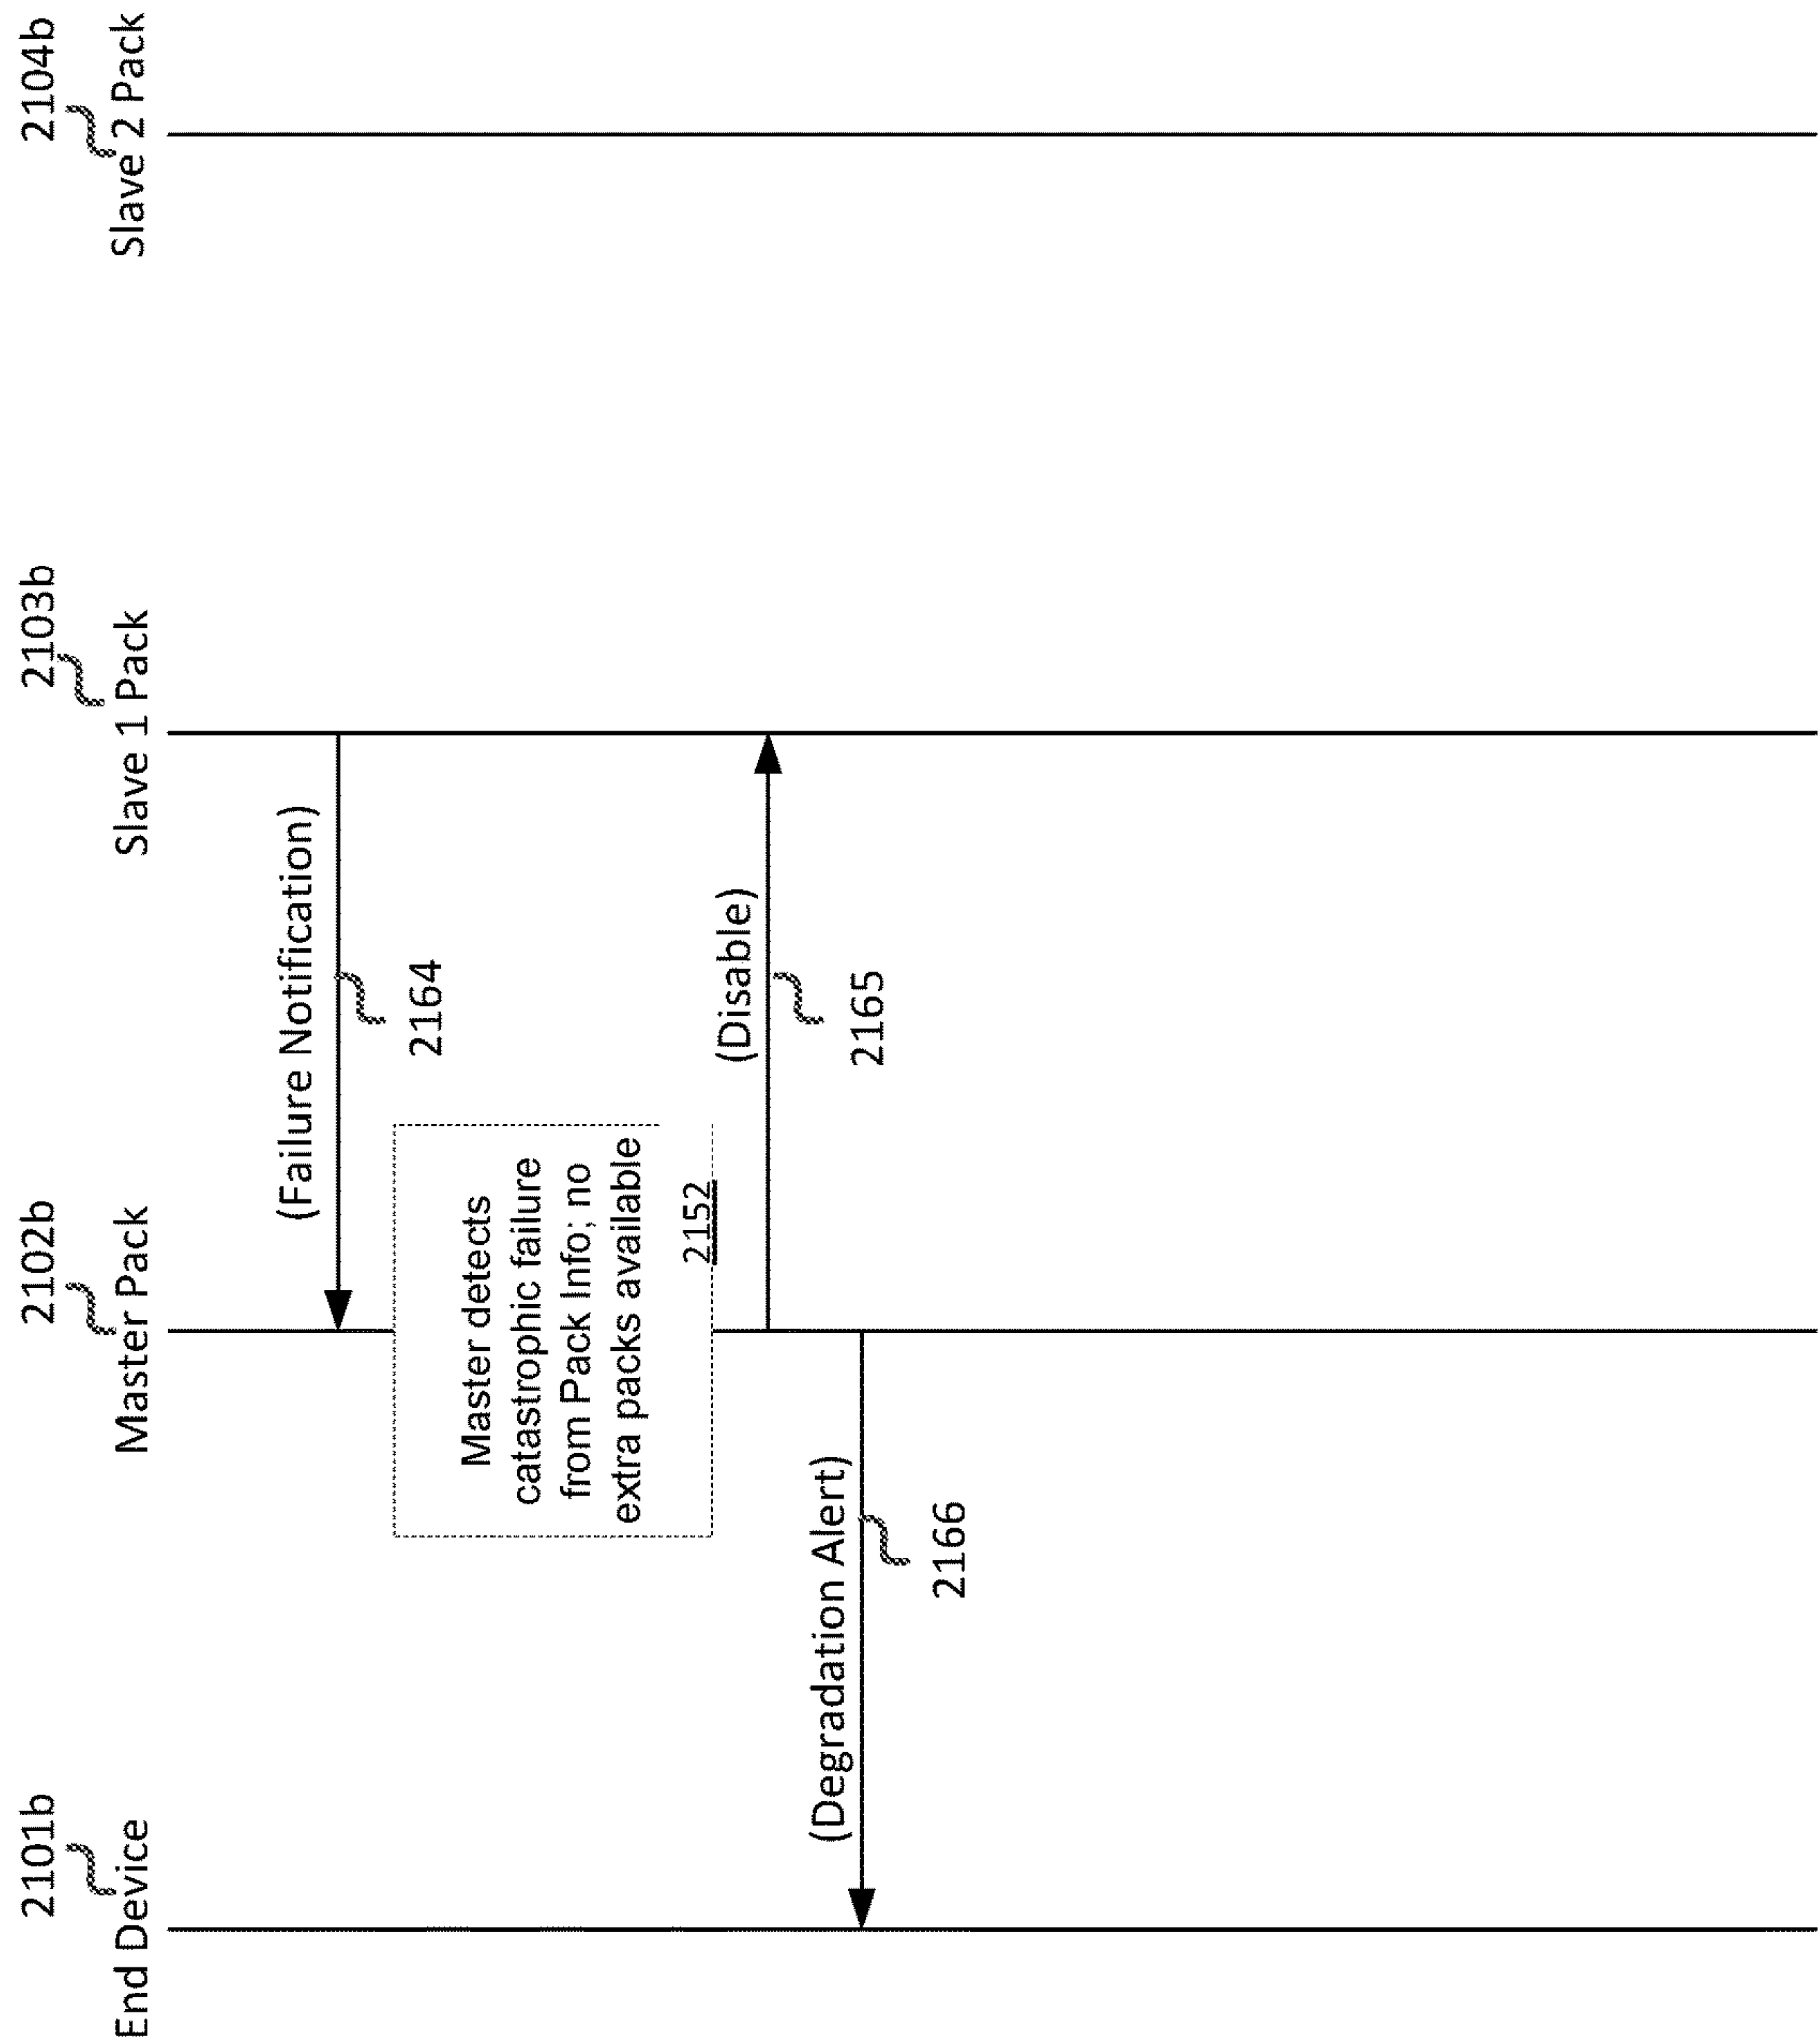 2101b
2102b
2103b
2104b
End Device
Master Pack
Slave 1 Pack
Slave 2 Pack
(Failure Notification)
2164
Master detects
catastrophic failure
from Pack Info; no
extra packs available
2152
(Disable)
2165
(Degradation Alert)
2166